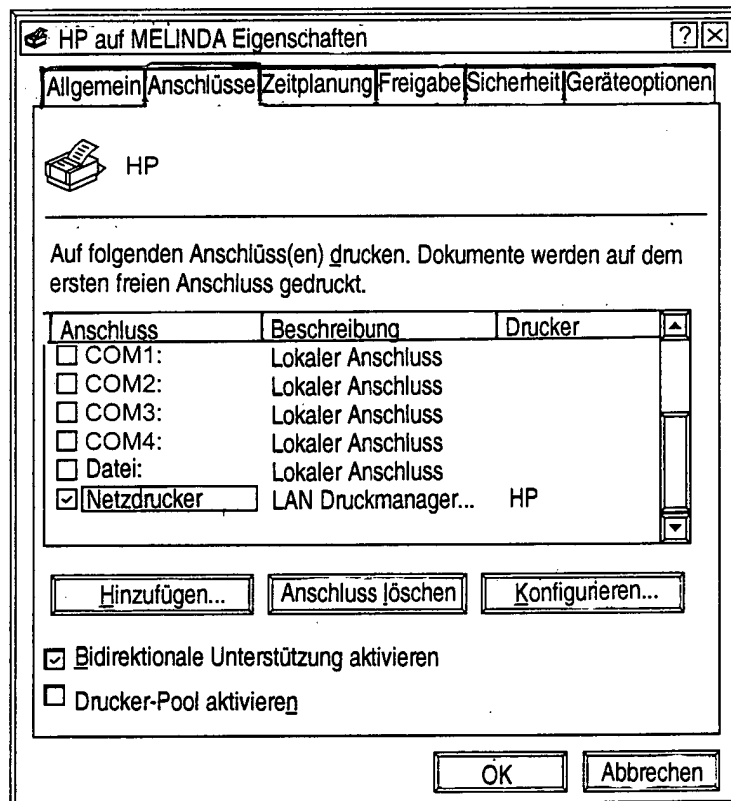 HP auf MELINDA Eigenschaften
Allgemein Anschlüsse Zeitplanung Freigabe Sicherheit Geräteoptionen
HP
Auf folgenden Anschlüss(en) drucken. Dokumente werden auf dem
ersten freien Anschluss gedruckt.
Anschluss Beschreibung Drucker
COM1: Lokaler Anschluss
COM2: Lokaler Anschluss
COM3: Lokaler Anschluss
COM4: Lokaler Anschluss
Datei: Lokaler Anschluss
Netzdrucker LAN Druckmanager... HP
Hinzufügen... Anschluss löschen Konfigurieren...
Bidirektionale Unterstützung aktivieren
Drucker-Pool aktivieren
OK Abbrechen